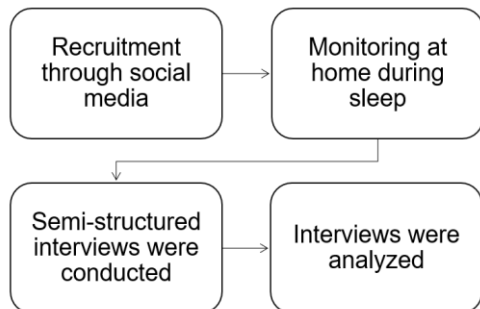 Recruitment
through social
media
Monitoring at
home during
sleep
Semi-structured
interviews were
conducted
Interviews were
analyzed